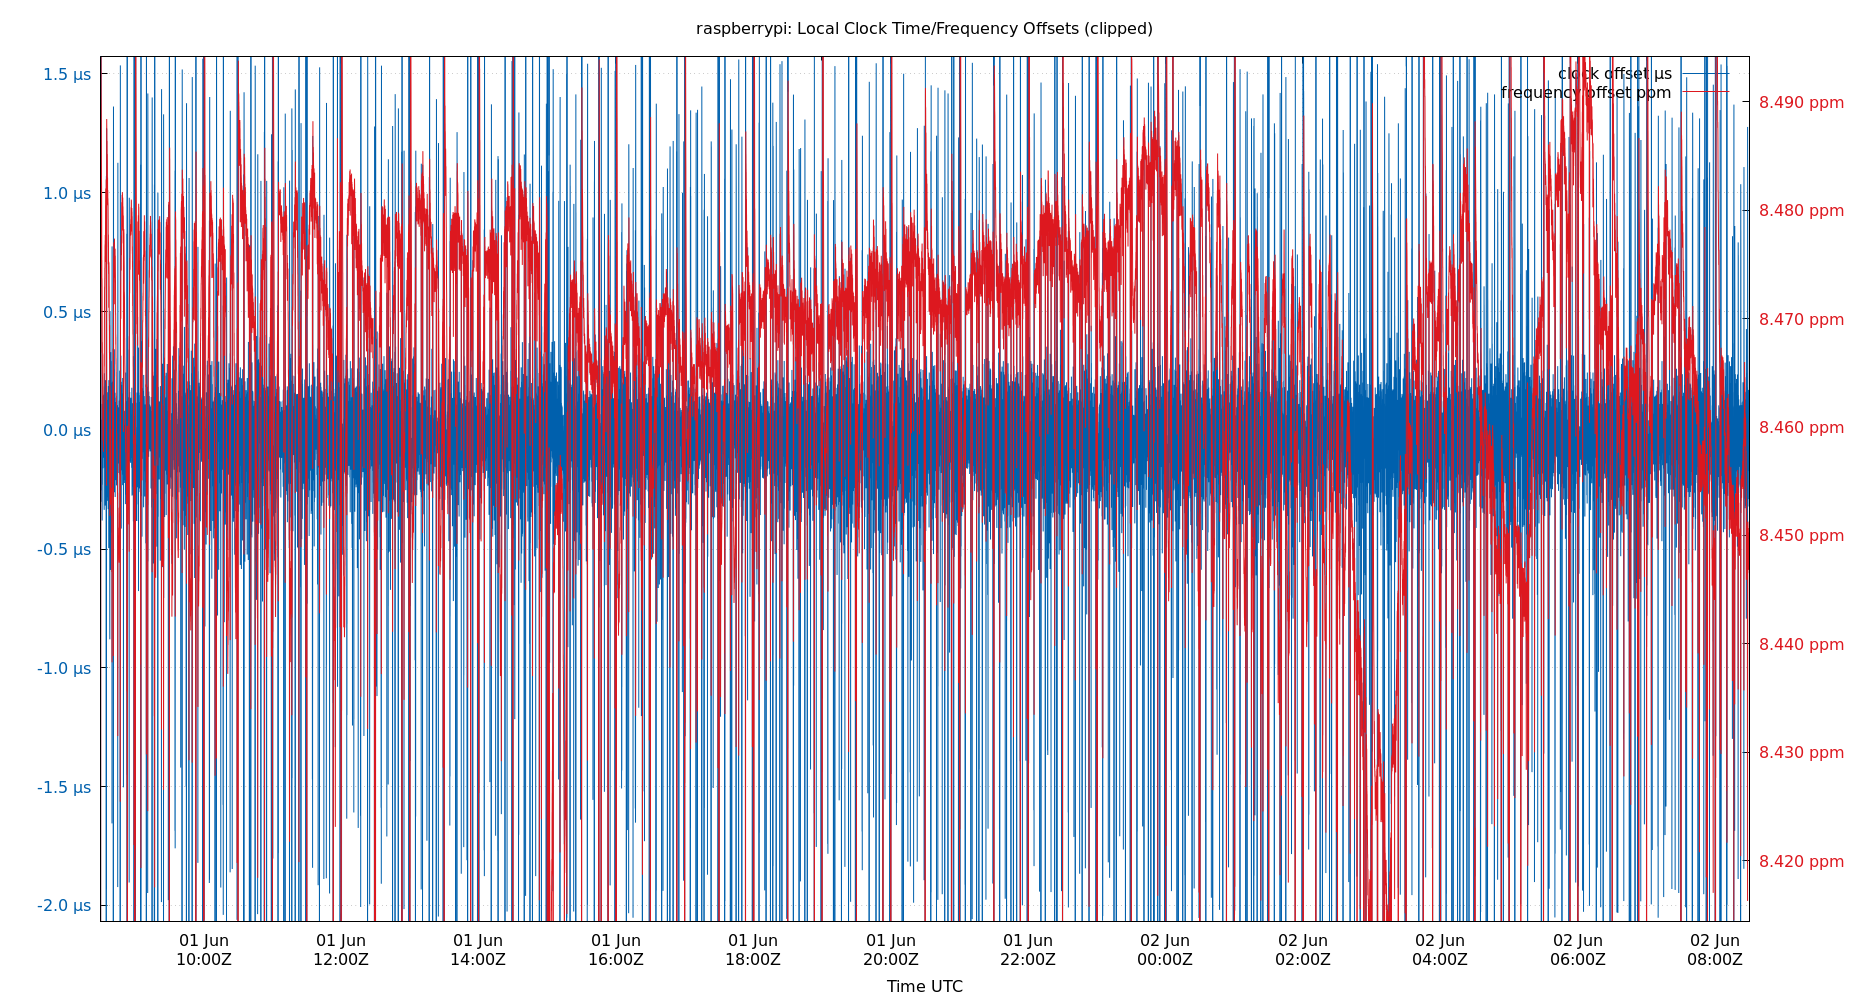 raspberrypi: Local Clock Time/Frequency Offsets (clipped)
clock offset µs
frequency offset ppm
1.5 µs
1.0 µs
0.5 µs
0.0 µs
-0.5 µs
-1.0 µs
-1.5 µs
-2.0 µs
8.490 ppm
8.480 ppm
8.470 ppm
8.460 ppm
8.450 ppm
8.440 ppm
8.430 ppm
8.420 ppm
01 Jun
10:00Z
01 Jun
12:00Z
01 Jun
14:00Z
01 Jun
16:00Z
01 Jun
18:00Z
01 Jun
20:00Z
01 Jun
22:00Z
02 Jun
00:00Z
02 Jun
02:00Z
02 Jun
04:00Z
02 Jun
06:00Z
02 Jun
08:00Z
Time UTC